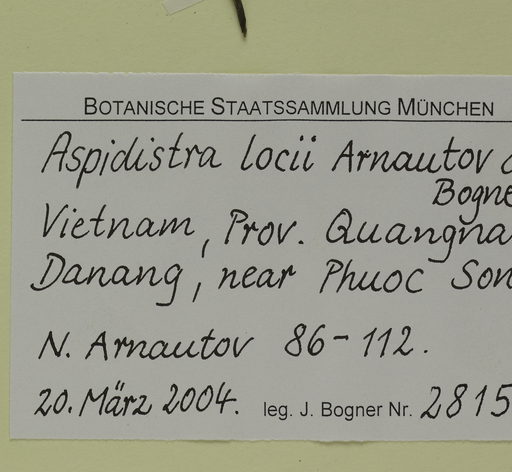 BOTANISCHE STAATSSAMMLUNG MÜNCHEN
Aspidistra locii Arnautov
Bogne
Vietnam, Prov. Quangna
Danang, near Phuoc Son
N. Arnautov 86-112.
20. März 2004. leg. J. Bogner Nr. 2815